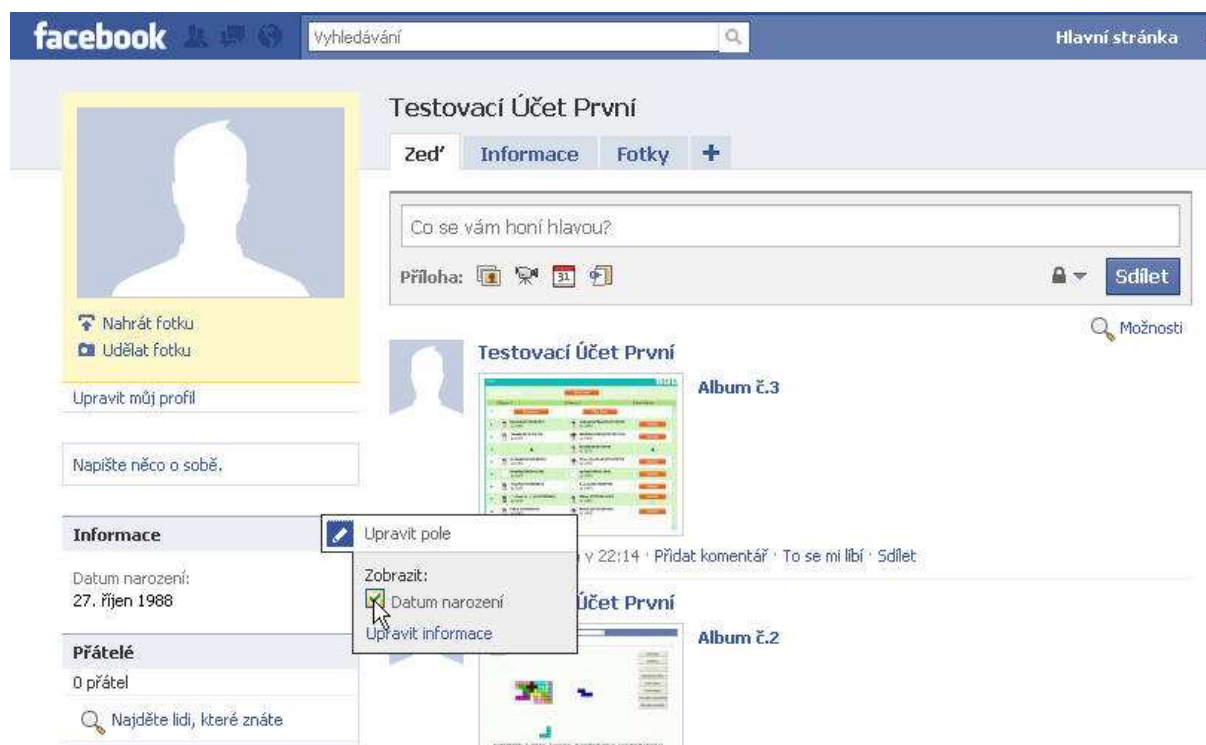 facebook
Vyhledávání
Hlavní stránka
Testovací Účet První
Zeď
Informace
Fotky
+
Co se vám honí hlavou?
Příloha:
31
Sdílet
Nahrát fotku
Udělat fotku
Upravit můj profil
Napište něco o sobě.
Možnosti
Testovací Účet První
Album č.3
v 22:14 · Přidat komentář · To se mi líbí · Sdílet
Informace
Datum narození:
27. říjen 1988
Upravit pole
Zobrazit:
Datum narození
Upravit informace
Účet První
Album č.2
Přátelé
0 přátel
Najděte lidi, které znáte